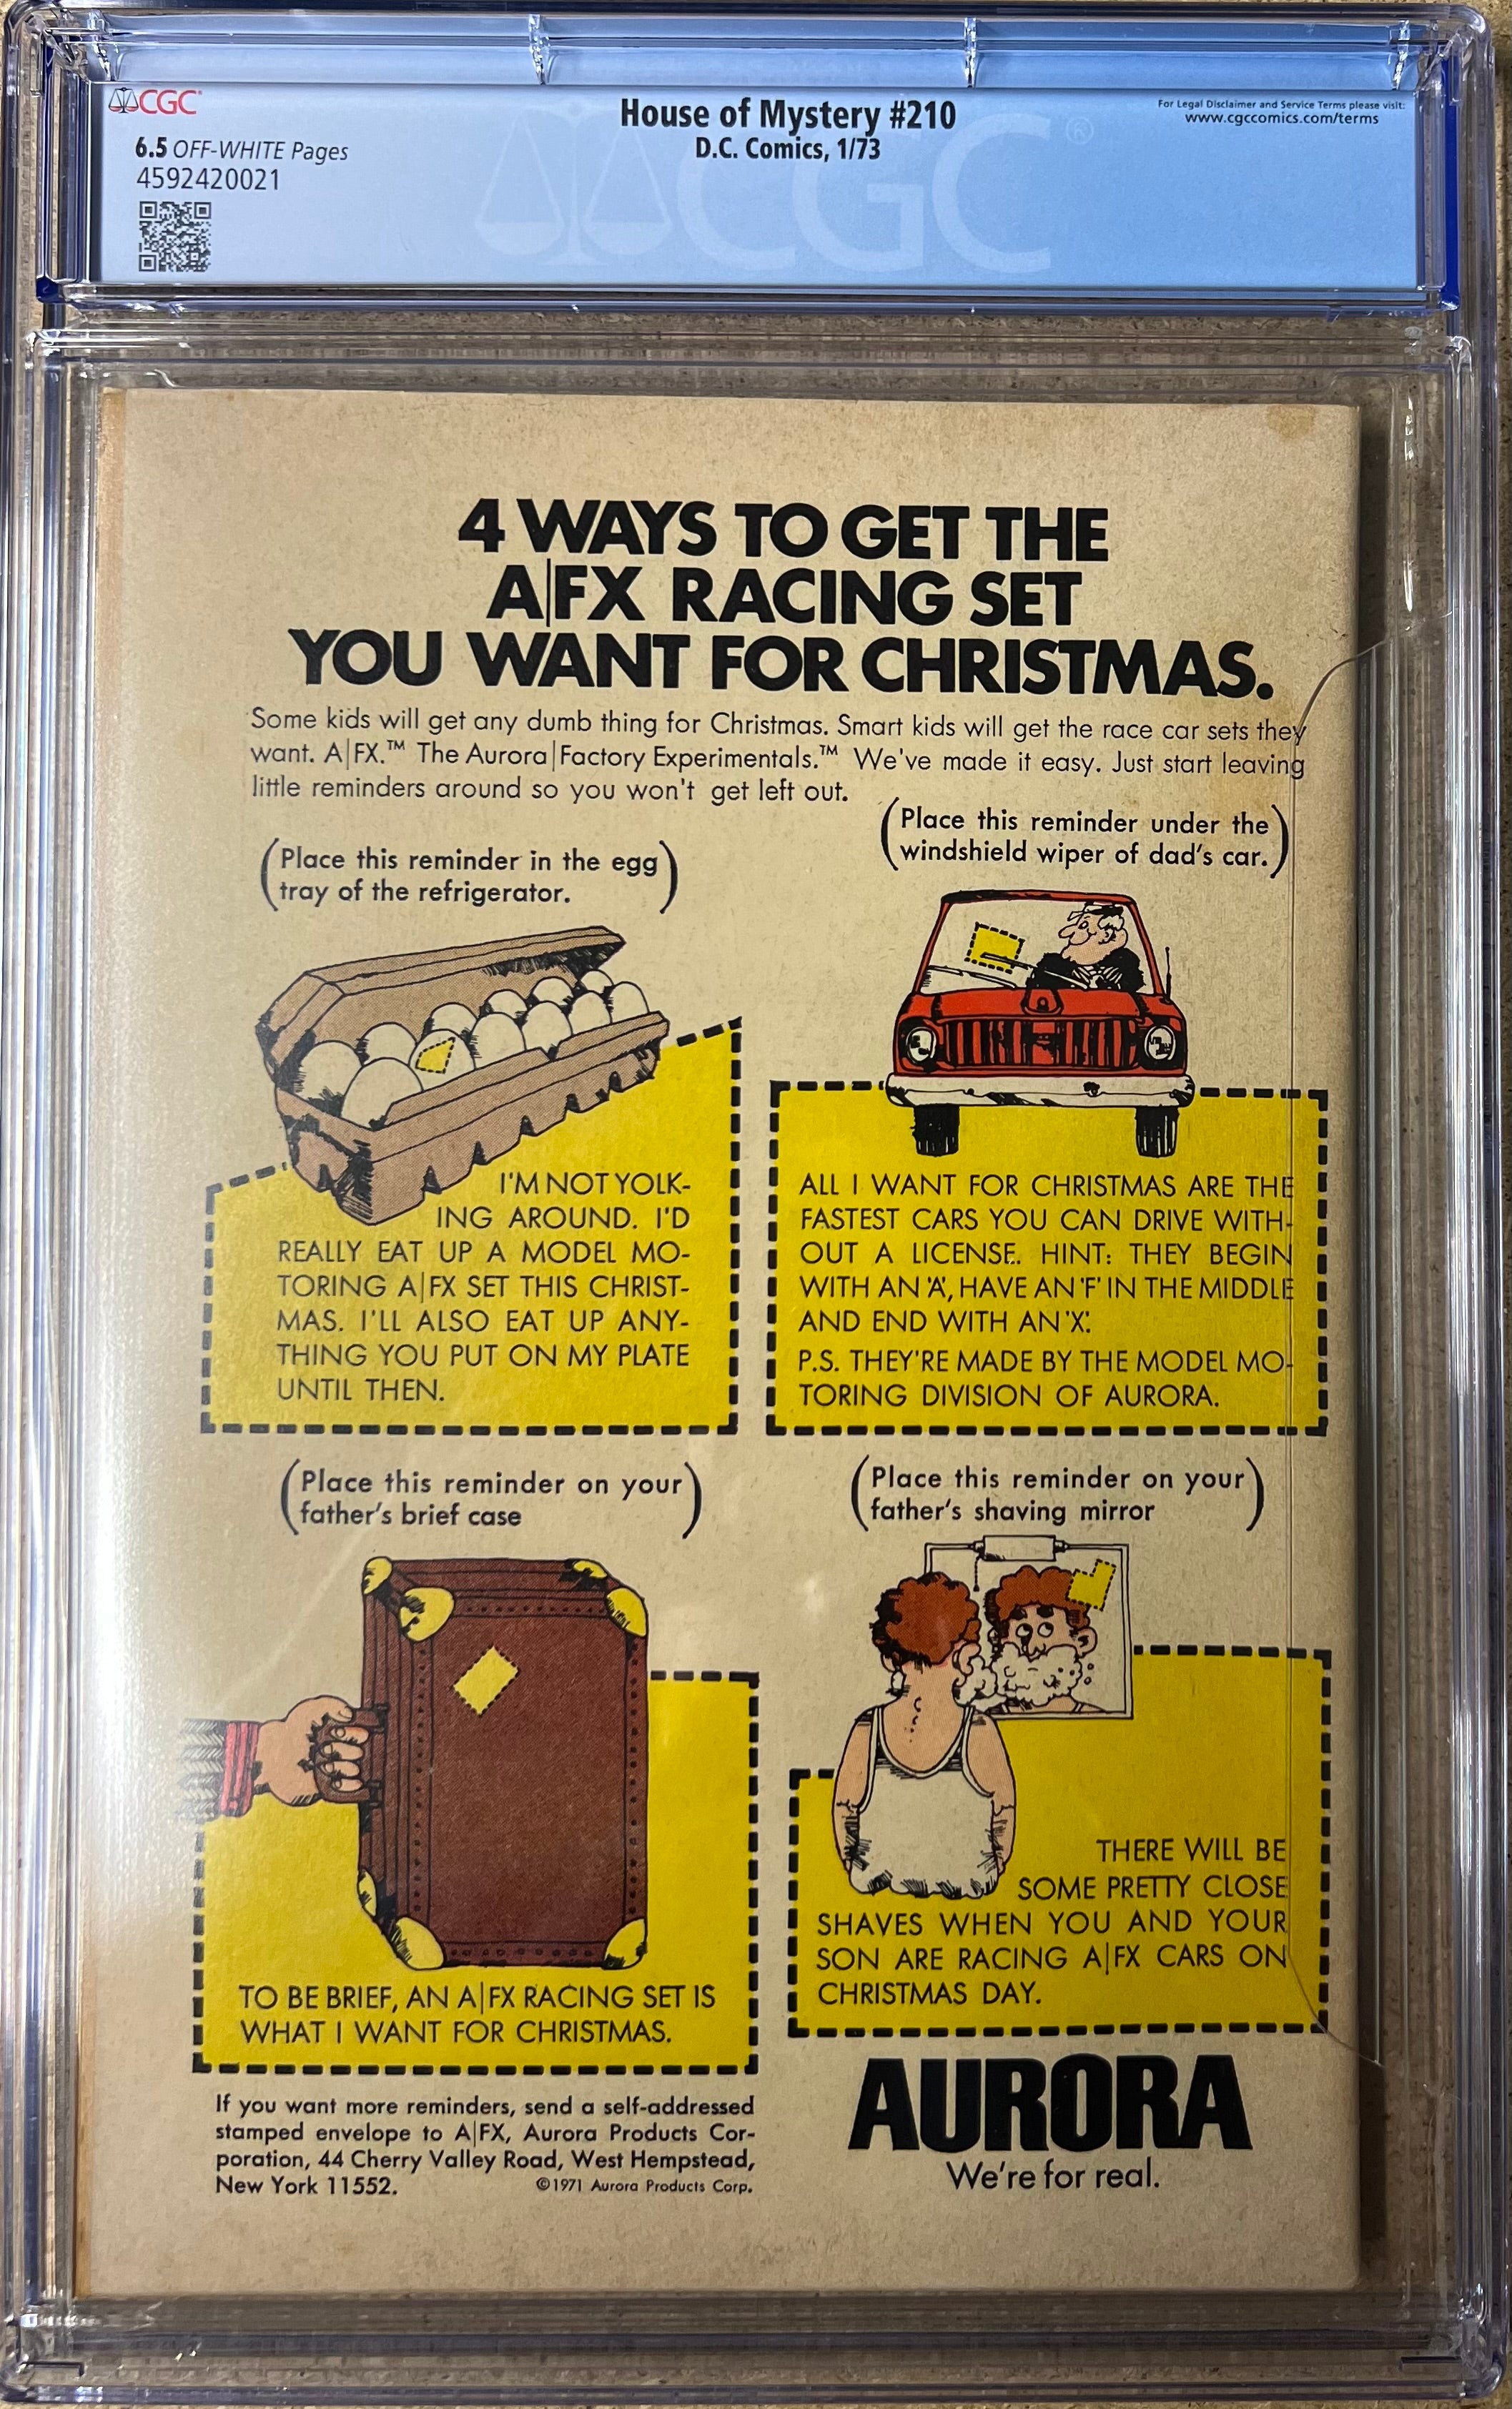 CGC
House of Mystery #210
D.C. Comics, 1/73
For Legal Disclaimer and Service Terms please visit:
www.cgccomics.com/terms
6.5 OFF-WHITE Pages
4592420021
CGC®
4 WAYS TO GET THE
A|FX RACING SET
YOU WANT FOR CHRISTMAS.
Some kids will get any dumb thing for Christmas. Smart kids will get the race car sets they
want. A|FX.™ The Aurora|Factory Experimentals.™ We've made it easy. Just start leaving
little reminders around so you won't get left out.
(Place this reminder in the egg
tray of the refrigerator.)
I'M NOT YOLK-
ING AROUND. I'D
REALLY EAT UP A MODEL MO-
TORING A|FX SET THIS CHRIST-
MAS. I'LL ALSO EAT UP ANY-
THING YOU PUT ON MY PLATE
UNTIL THEN.
(Place this reminder under the
windshield wiper of dad's car.)
ALL I WANT FOR CHRISTMAS ARE THE
FASTEST CARS YOU CAN DRIVE WITH-
OUT A LICENSE. HINT: THEY BEGIN
WITH AN 'A', HAVE AN 'F' IN THE MIDDLE
AND END WITH AN 'X'.
P.S. THEY'RE MADE BY THE MODEL MO-
TORING DIVISION OF AURORA.
(Place this reminder on your
father's brief case)
TO BE BRIEF, AN A|FX RACING SET IS
WHAT I WANT FOR CHRISTMAS.
(Place this reminder on your
father's shaving mirror)
THERE WILL BE
SOME PRETTY CLOSE
SHAVES WHEN YOU AND YOUR
SON ARE RACING A|FX CARS ON
CHRISTMAS DAY.
If you want more reminders, send a self-addressed
stamped envelope to A|FX, Aurora Products Cor-
poration, 44 Cherry Valley Road, West Hempstead,
New York 11552. ©1971 Aurora Products Corp.
AURORA
We're for real.